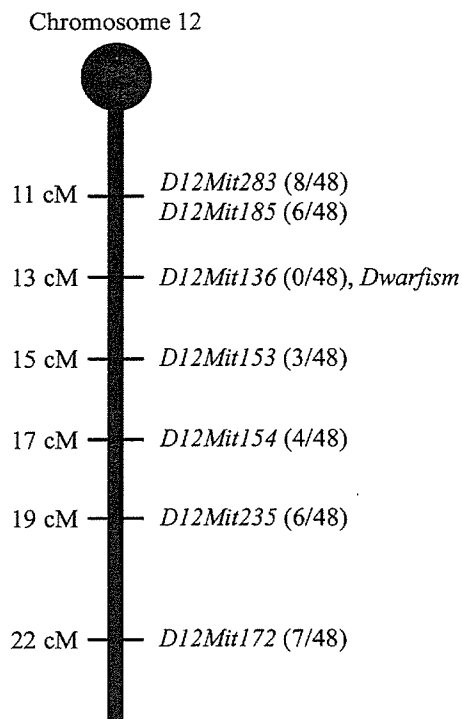 Chromosome 12
11 cM D12Mit283 (8/48)
D12Mit185 (6/48)
13 cM D12Mit136 (0/48), Dwarfism
15 cM D12Mit153 (3/48)
17 cM D12Mit154 (4/48)
19 cM D12Mit235 (6/48)
22 cM D12Mit172 (7/48)